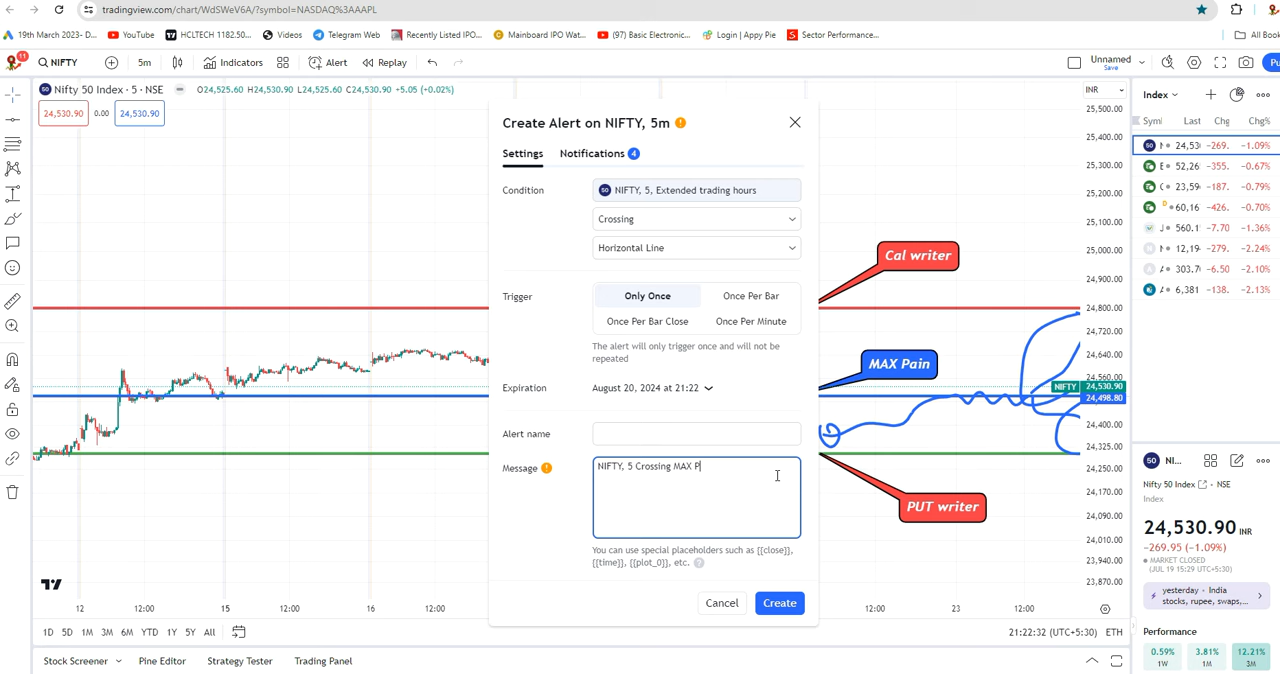 tradingview.com/chart/WdSWeV6A/?symbol=NASDAQ%3AAAPL
19th March 2023- D... YouTube HCLTECH 1182.50... Videos Telegram Web Recently Listed IPO... Mainboard IPO Wat... (97) Basic Electronic... Login | Appy Pie Sector Performance... All Book
11 NIFTY 5m Indicators Alert Replay Unnamed Save Pu
Nifty 50 Index · 5 · NSE O24,525.60 H24,530.90 L24,525.60 C24,530.90 +5.05 (+0.02%)
24,530.90 0.00 24,530.90
Create Alert on NIFTY, 5m
Settings Notifications 4
Condition NIFTY, 5, Extended trading hours
Crossing
Horizontal Line
Trigger Only Once Once Per Bar
Once Per Bar Close Once Per Minute
The alert will only trigger once and will not be
repeated
Expiration August 20, 2024 at 21:22
Alert name
Message NIFTY, 5 Crossing MAX P
You can use special placeholders such as {{close}},
{{time}}, {{plot_0}}, etc.
Cancel Create
Cal writer
MAX Pain
PUT writer
INR
25,500.00
25,400.00
25,300.00
25,200.00
25,100.00
25,000.00
24,900.00
24,800.00
24,720.00
24,640.00
24,560.00
NIFTY 24,530.90
24,498.80
24,400.00
24,325.00
24,250.00
24,170.00
24,090.00
24,010.00
23,940.00
23,870.00
12 12:00 15 12:00 16 12:00 12:00 23 12:00
1D 5D 1M 3M 6M YTD 1Y 5Y All 21:22:32 (UTC+5:30) ETH
Stock Screener Pine Editor Strategy Tester Trading Panel
Index
Syml Last Chg Chg%
50 24,53 -269. -1.09%
52,26 -355. -0.67%
23,59 -187. -0.79%
D 60,16 -426. -0.70%
560.1 -7.70 -1.36%
12,19 -279. -2.24%
303.7 -6.50 -2.10%
6,381 -138. -2.13%
50 NI...
Nifty 50 Index · NSE
Index
24,530.90 INR
-269.95 (-1.09%)
MARKET CLOSED
(JUL 19 15:29 UTC+5:30)
yesterday · India
stocks, rupee, swaps,...
Performance
0.59% 3.81% 12.21%
1W 1M 3M